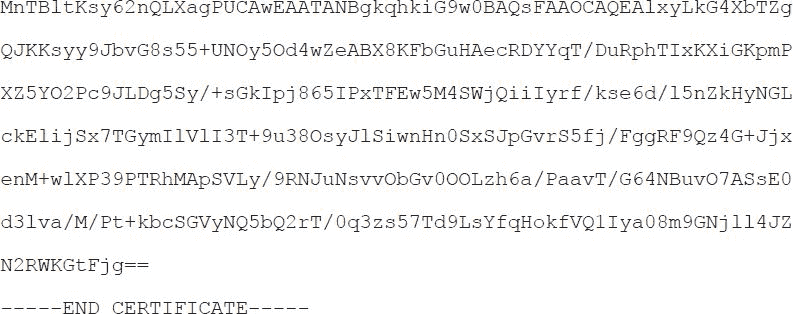 MnTBltKsy62nQLXagPUCAwEAATANBgkqhkiG9w0BAQsFAAOCAQEAlxyLkG4XbTZg
QJKKsyy9JbvG8s55+UNOy5Od4wZeABX8KFbGuHAecRDYYqT/DuRphTIxKXiGKpmP
XZ5YO2Pc9JLDg5Sy/+sGkIpj865IPxTFEw5M4SWjQiiIyrf/kse6d/l5nZkHyNGL
ckElijSx7TGymIlVlI3T+9u38OsyJlSiwnHn0SxSJpGvrS5fj/FggRF9Qz4G+Jjx
enM+wlXP39PTRhMApSVLy/9RNJuNsvvObGv0OOLzh6a/PaavT/G64NBuvO7ASsE0
d3lva/M/Pt+kbcSGVyNQ5bQ2rT/0q3zs57Td9LsYfqHokfVQ1Iya08m9GNjll4JZ
N2RWKGtFjg==
-----END CERTIFICATE-----